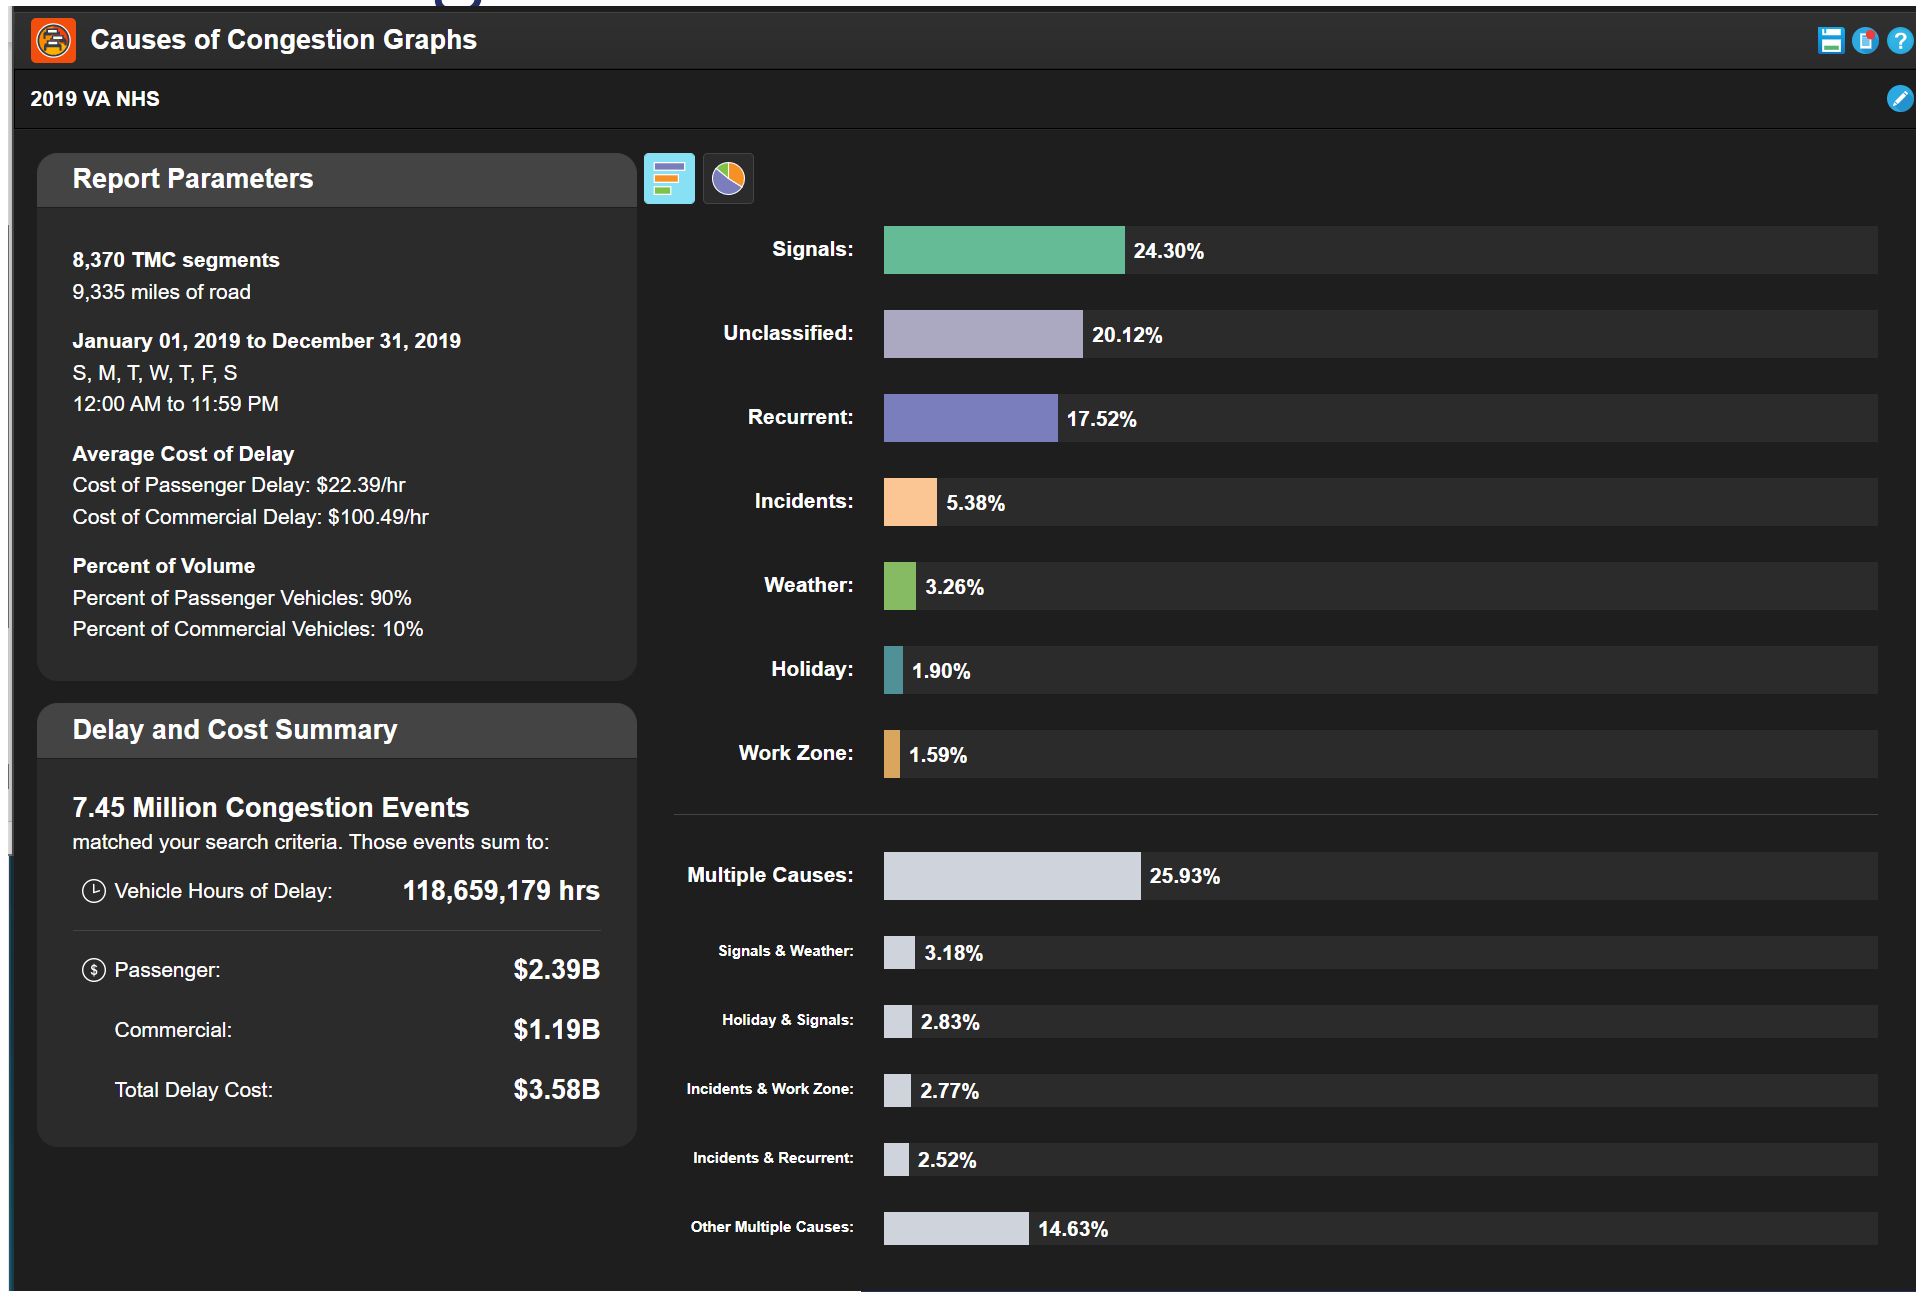 Causes of Congestion Graphs
?
2019 VA NHS
Report Parameters
8,370 TMC segments
9,335 miles of road
January 01, 2019 to December 31, 2019
S, M, T, W, T, F, S
12:00 AM to 11:59 PM
Average Cost of Delay
Cost of Passenger Delay: $22.39/hr
Cost of Commercial Delay: $100.49/hr
Percent of Volume
Percent of Passenger Vehicles: 90%
Percent of Commercial Vehicles: 10%
Delay and Cost Summary
7.45 Million Congestion Events
matched your search criteria. Those events sum to:
Vehicle Hours of Delay: 118,659,179 hrs
$ Passenger: $2.39B
Commercial: $1.19B
Total Delay Cost: $3.58B
Signals: 24.30%
Unclassified: 20.12%
Recurrent: 17.52%
Incidents: 5.38%
Weather: 3.26%
Holiday: 1.90%
Work Zone: 1.59%
Multiple Causes: 25.93%
Signals & Weather: 3.18%
Holiday & Signals: 2.83%
Incidents & Work Zone: 2.77%
Incidents & Recurrent: 2.52%
Other Multiple Causes: 14.63%